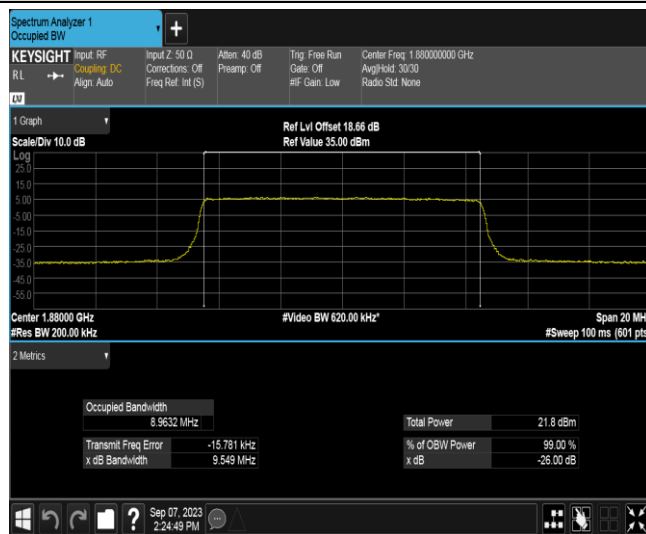 Spectrum Analyzer 1
Occupied BW
+
KEYSIGHT
RL
LXI
Input: RF
Coupling: DC
Align: Auto
Input Z: 50 Ω
Corrections: Off
Freq Ref: Int (S)
Atten: 40 dB
Preamp: Off
Trig: Free Run
Gate: Off
#IF Gain: Low
Center Freq: 1.880000000 GHz
Avg|Hold: 30/30
Radio Std: None
1 Graph
Scale/Div 10.0 dB
Ref Lvl Offset 18.66 dB
Ref Value 35.00 dBm
Log
25.0
15.0
5.00
-5.00
-15.0
-25.0
-35.0
-45.0
-55.0
Center 1.88000 GHz
#Video BW 620.00 kHz*
Span 20 MH
#Res BW 200.00 kHz
#Sweep 100 ms (601 pts
2 Metrics
Occupied Bandwidth
8.9632 MHz
Total Power 21.8 dBm
Transmit Freq Error -15.781 kHz
% of OBW Power 99.00 %
x dB Bandwidth 9.549 MHz
x dB -26.00 dB
?
Sep 07, 2023
2:24:49 PM